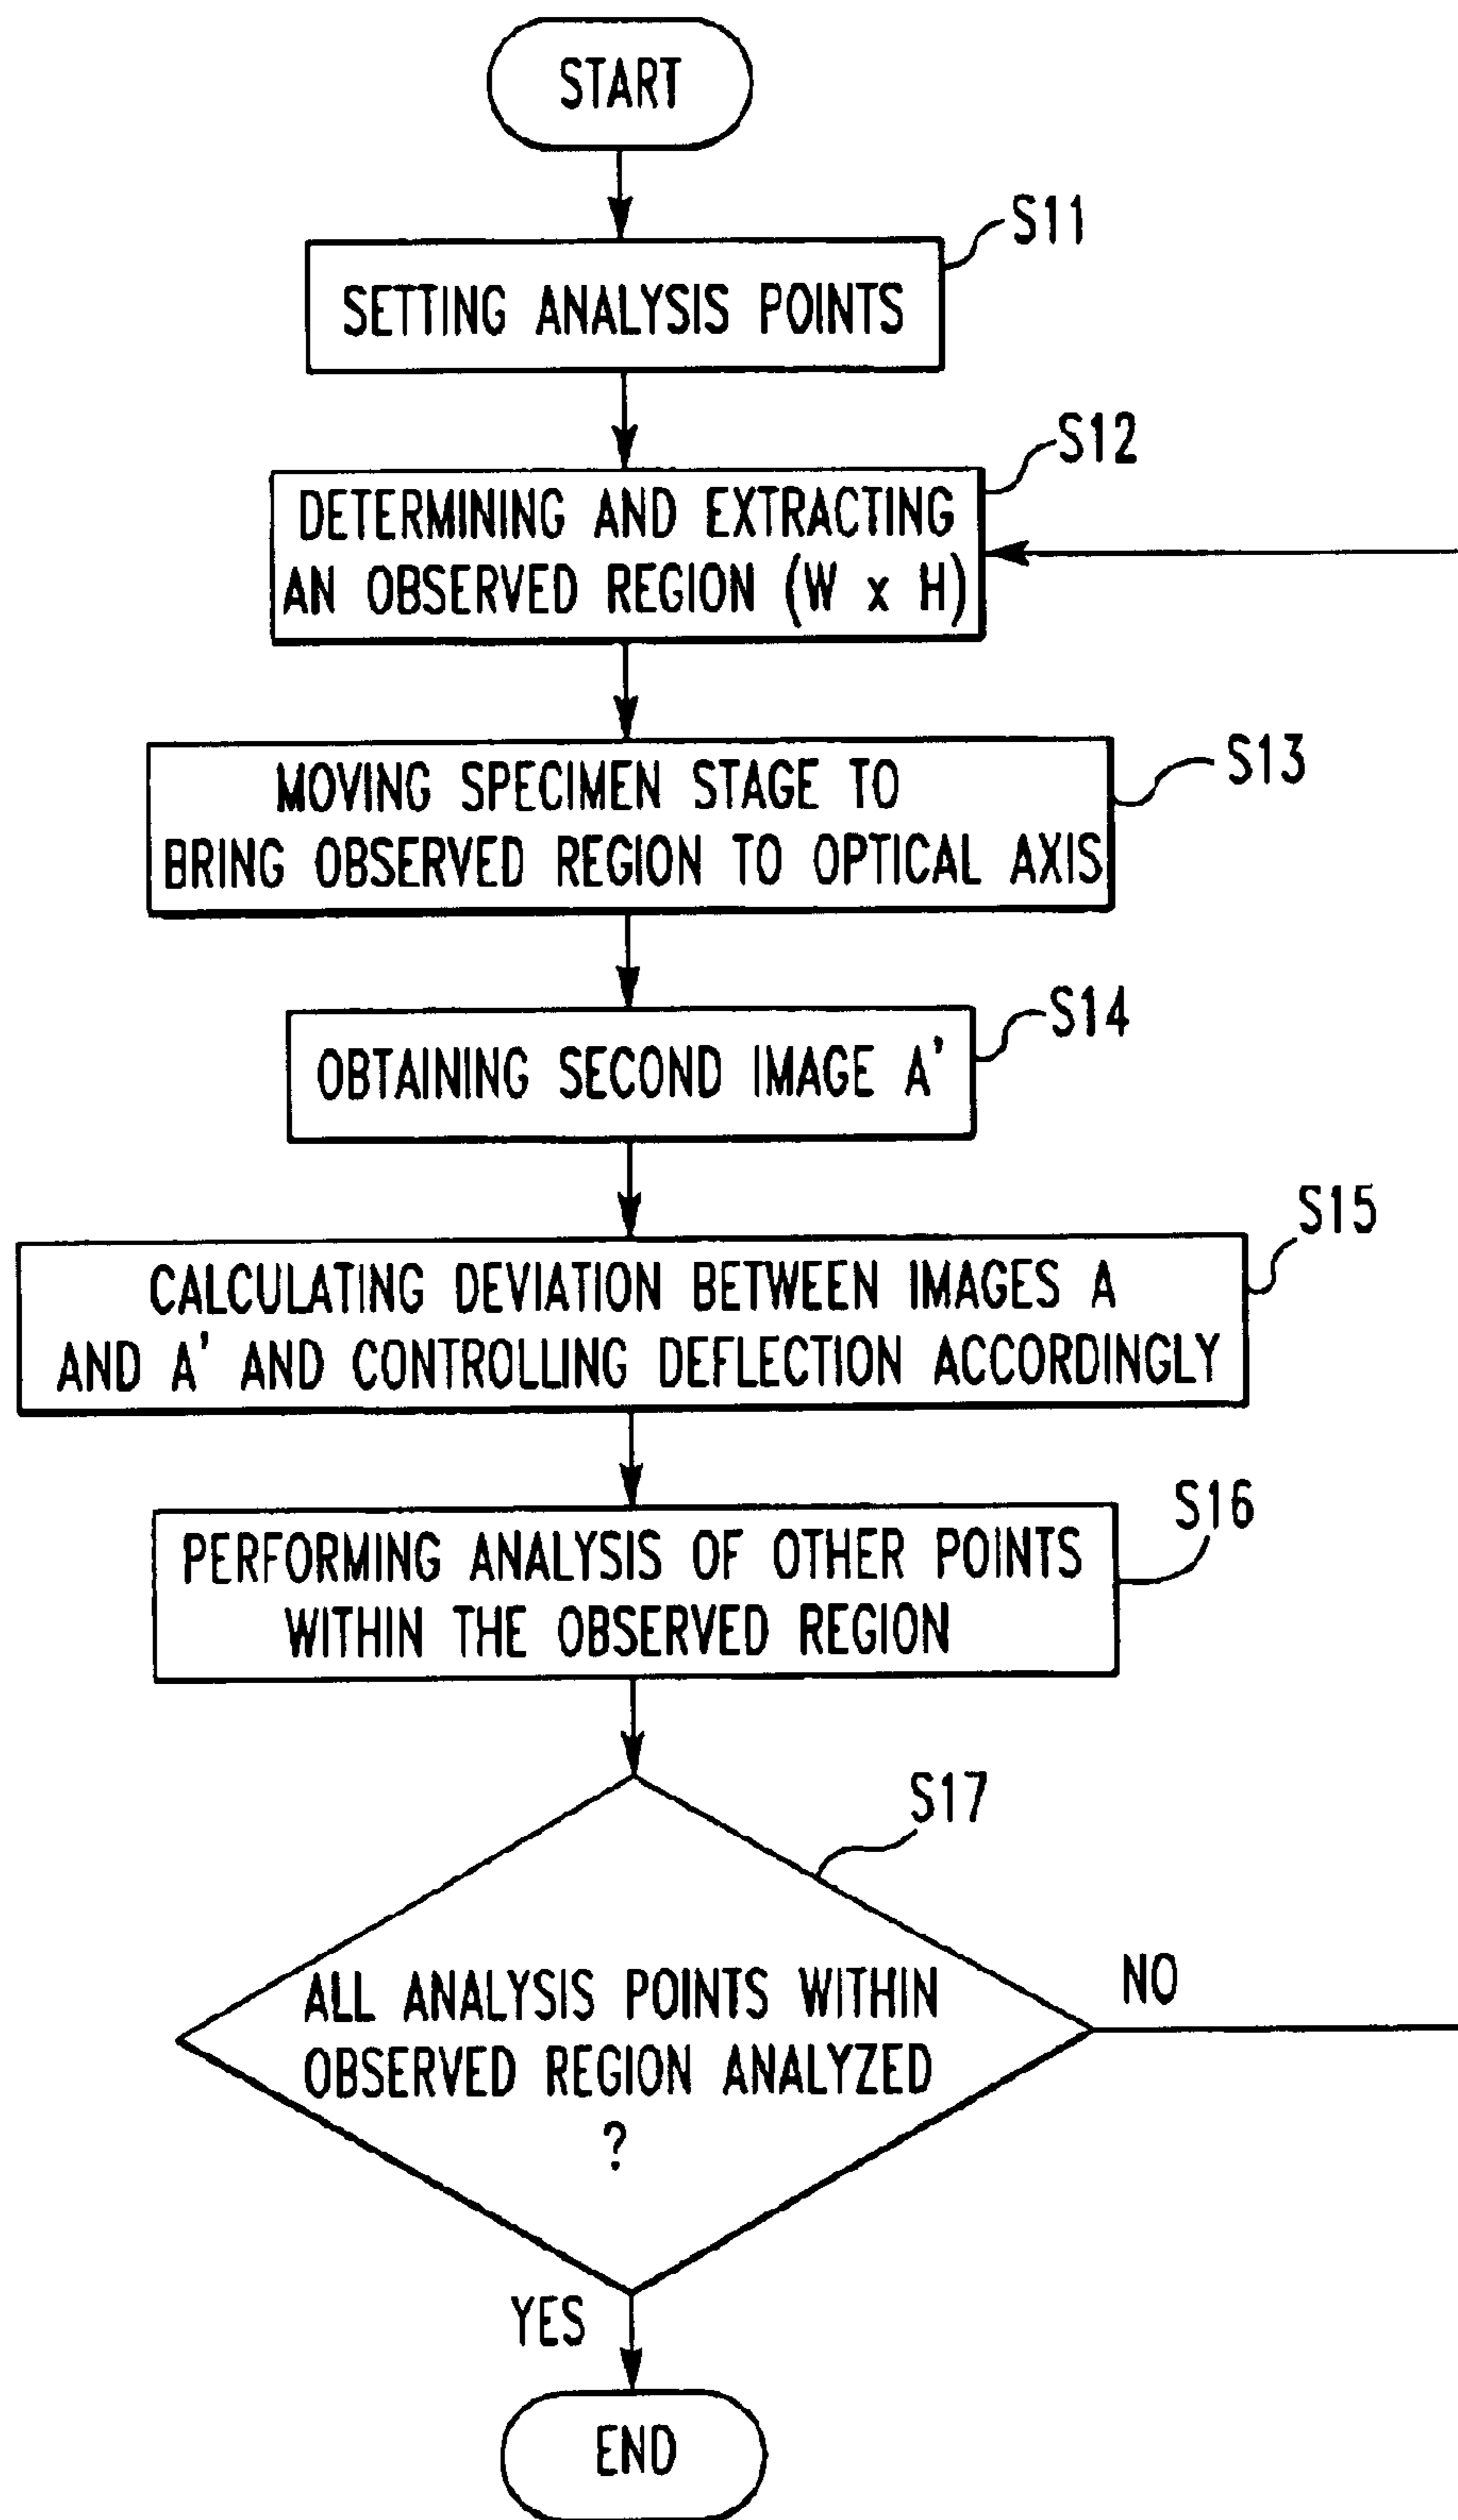 START
S11
SETTING ANALYSIS POINTS
S12
DETERMINING AND EXTRACTING
AN OBSERVED REGION (W x H)
S13
MOVING SPECIMEN STAGE TO
BRING OBSERVED REGION TO OPTICAL AXIS
S14
OBTAINING SECOND IMAGE A'
S15
CALCULATING DEVIATION BETWEEN IMAGES A
AND A' AND CONTROLLING DEFLECTION ACCORDINGLY
S16
PERFORMING ANALYSIS OF OTHER POINTS
WITHIN THE OBSERVED REGION
S17
ALL ANALYSIS POINTS WITHIN
OBSERVED REGION ANALYZED
?
NO
YES
END